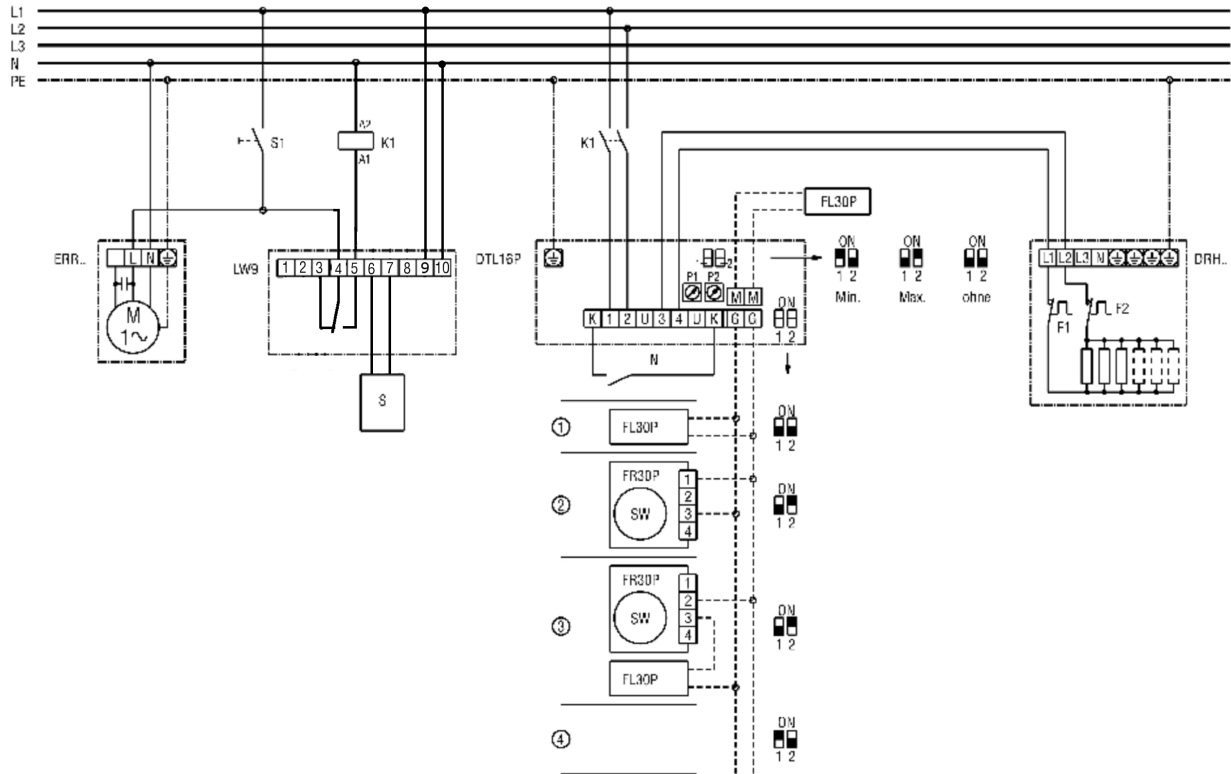 L1
L2
L3
N
PE
S1
A2
K1
A1
K1
FL30P
ERR..
L N
LW9
1 2 3 4 5 6 7 8 9 10
DTL16P
1 2
P1 P2
M M
ON
1 2
K 1 2 U 3 4 U K G G
N
ON
1 2
Min.
ON
1 2
Max.
ON
1 2
ohne
L1 L2 L3 N
DRH..
F1
F2
M
1~
S
① FL30P
ON
1 2
② FR30P
SW
1
2
3
4
ON
1 2
③ FR30P
SW
1
2
3
4
FL30P
ON
1 2
④
ON
1 2